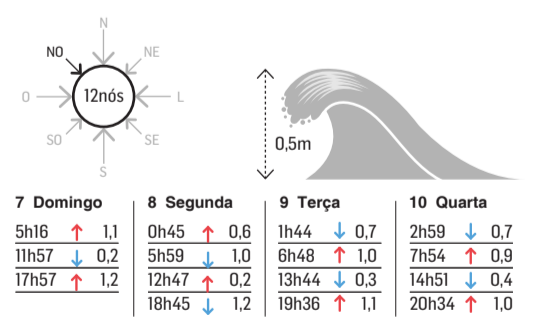 N
NO
NE
O
12nós
L
SO
SE
S
0,5m
7 Domingo
5h16 ↑ 1,1
11h57 ↓ 0,2
17h57 ↑ 1,2
8 Segunda
0h45 ↑ 0,6
5h59 ↓ 1,0
12h47 ↑ 0,2
18h45 ↓ 1,2
9 Terça
1h44 ↓ 0,7
6h48 ↑ 1,0
13h44 ↓ 0,3
19h36 ↑ 1,1
10 Quarta
2h59 ↓ 0,7
7h54 ↑ 0,9
14h51 ↓ 0,4
20h34 ↑ 1,0